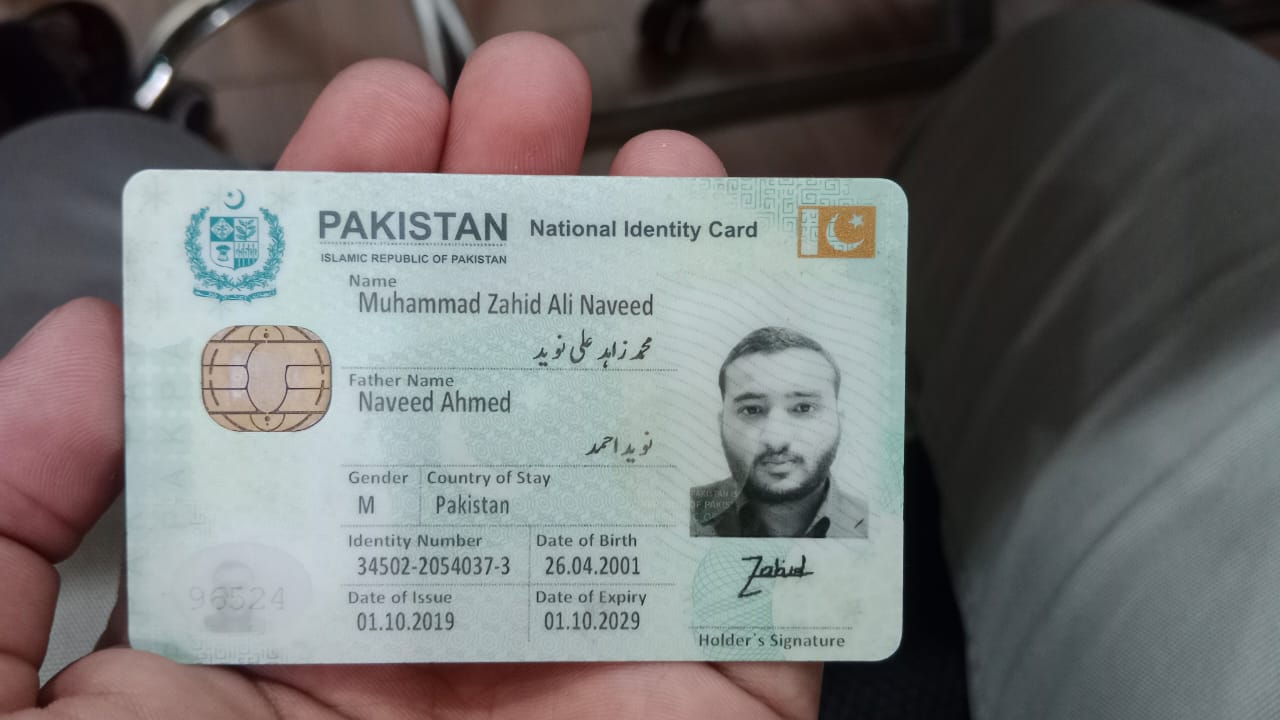 PAKISTAN National Identity Card
ISLAMIC REPUBLIC OF PAKISTAN
Name
Muhammad Zahid Ali Naveed
محمد زاہد علی نوید
Father Name
Naveed Ahmed
نوید احمد
Gender Country of Stay
M Pakistan
Identity Number Date of Birth
34502-2054037-3 26.04.2001
Date of Issue Date of Expiry
01.10.2019 01.10.2029
96524
Zahid
Holder's Signature